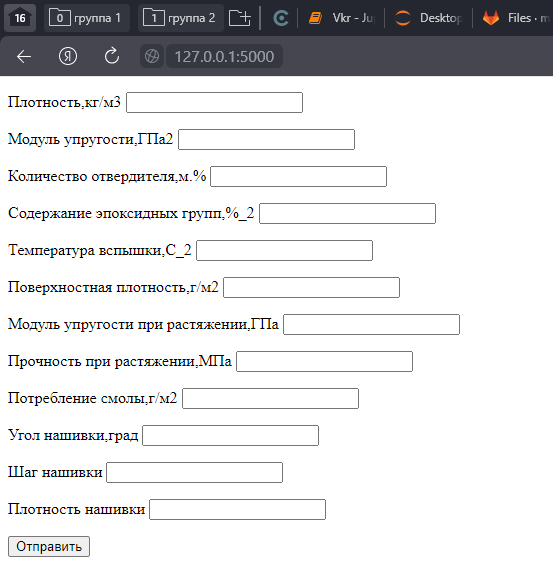 16 0 группа 1 1 группа 2 Vkr - Ju Desktop Files · m
127.0.0.1:5000
Плотность,кг/м3
Модуль упругости,ГПа2
Количество отвердителя,м.%
Содержание эпоксидных групп,%_2
Температура вспышки,С_2
Поверхностная плотность,г/м2
Модуль упругости при растяжении,ГПа
Прочность при растяжении,МПа
Потребление смолы,г/м2
Угол нашивки,град
Шаг нашивки
Плотность нашивки
Отправить